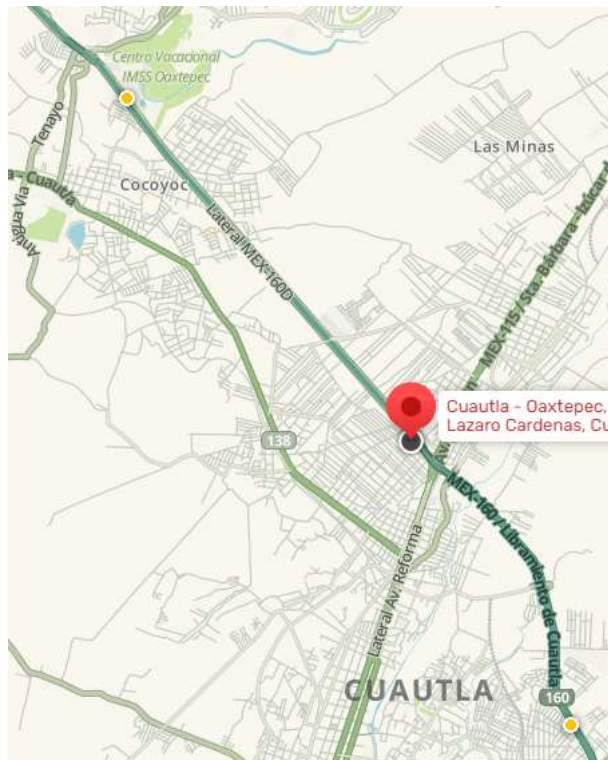 Centro Vacacional
IMSS Oaxtepec
Tenayo
Las Minas
Cuautla
Cocoyoc
Antigua Vía
Lateral MEX-160D
MEX-115 / Sta. Bárbara - Izúcar d
Cuautla - Oaxtepec,
Lazaro Cardenas, Cu
138
Av.
MEX-160 / Libramiento de Cuautla
Lateral Av. Reforma
CUAUTLA
160